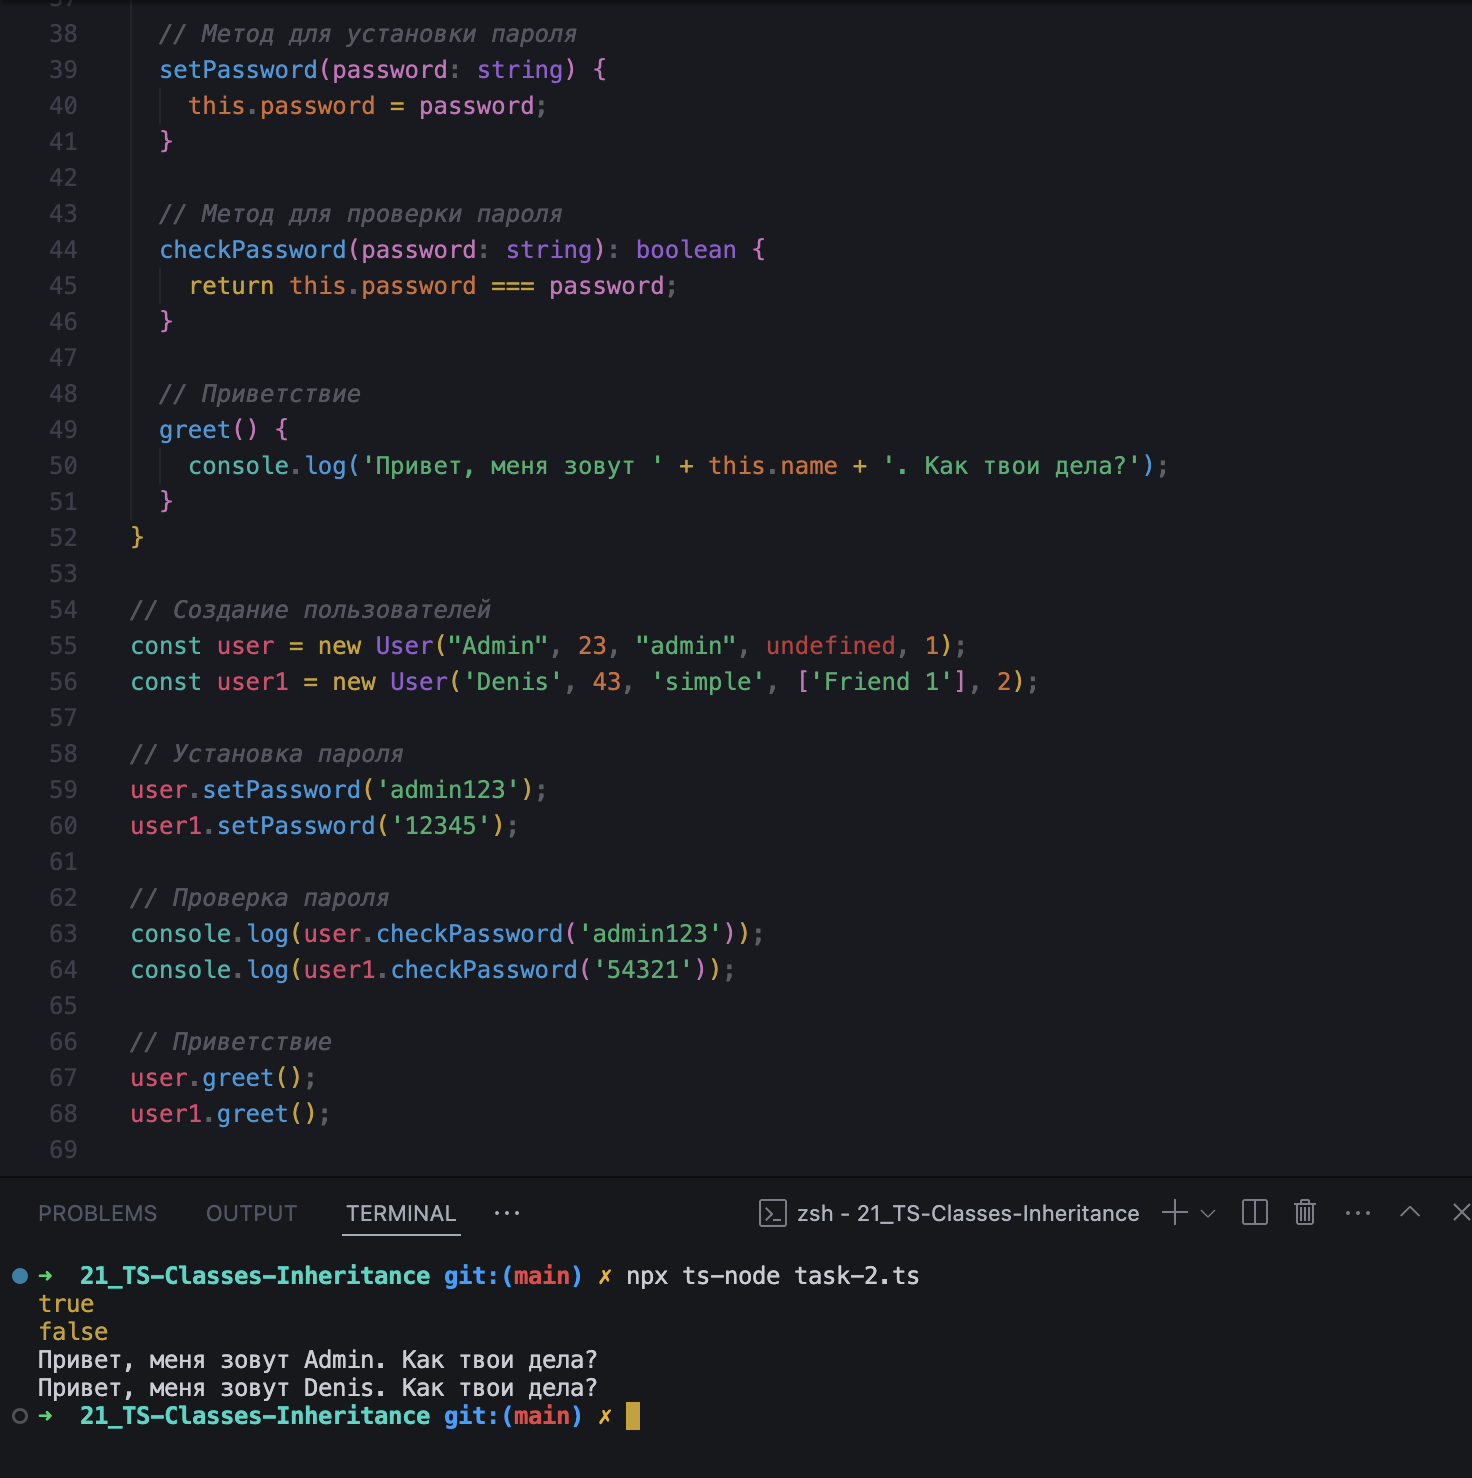 37
38 // Метод для установки пароля
39 setPassword(password: string) {
40 this.password = password;
41 }
42
43 // Метод для проверки пароля
44 checkPassword(password: string): boolean {
45 return this.password === password;
46 }
47
48 // Приветствие
49 greet() {
50 console.log('Привет, меня зовут ' + this.name + '. Как твои дела?');
51 }
52 }
53
54 // Создание пользователей
55 const user = new User("Admin", 23, "admin", undefined, 1);
56 const user1 = new User('Denis', 43, 'simple', ['Friend 1'], 2);
57
58 // Установка пароля
59 user.setPassword('admin123');
60 user1.setPassword('12345');
61
62 // Проверка пароля
63 console.log(user.checkPassword('admin123'));
64 console.log(user1.checkPassword('54321'));
65
66 // Приветствие
67 user.greet();
68 user1.greet();
69
PROBLEMS OUTPUT TERMINAL ··· zsh - 21_TS-Classes-Inheritance
➜ 21_TS-Classes-Inheritance git:(main) ✗ npx ts-node task-2.ts
true
false
Привет, меня зовут Admin. Как твои дела?
Привет, меня зовут Denis. Как твои дела?
➜ 21_TS-Classes-Inheritance git:(main) ✗